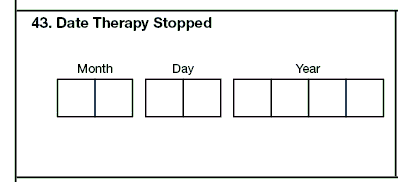 43. Date Therapy Stopped
Month Day Year